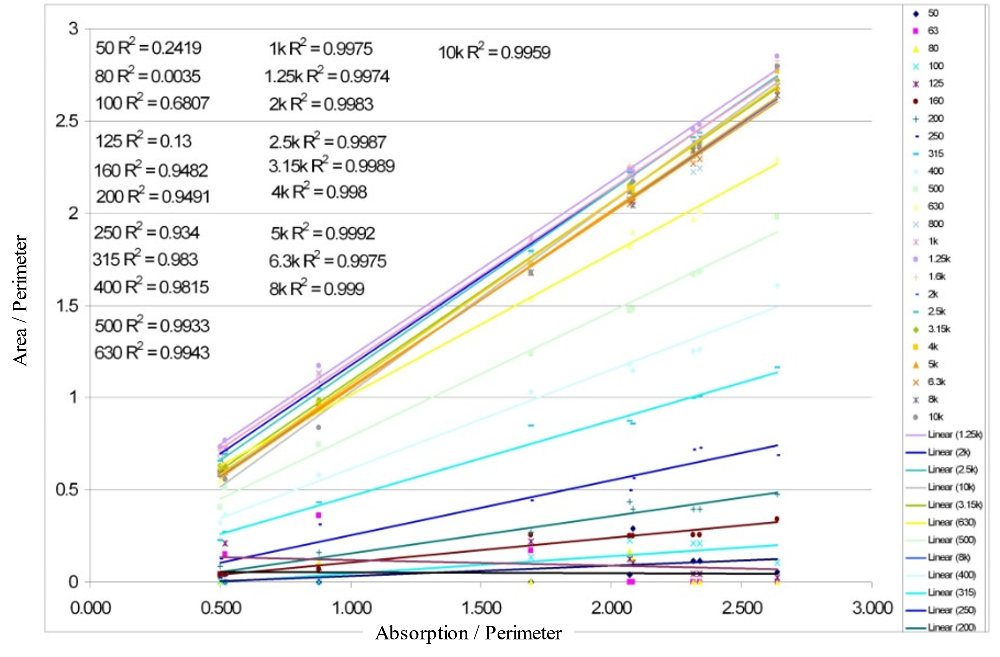 3
2.5
2
1.5
1
0.5
0
Area / Perimeter
50 R² = 0.2419
80 R² = 0.0035
100 R² = 0.6807
125 R² = 0.13
160 R² = 0.9482
200 R² = 0.9491
250 R² = 0.934
315 R² = 0.983
400 R² = 0.9815
500 R² = 0.9933
630 R² = 0.9943
1k R² = 0.9975
1.25k R² = 0.9974
2k R² = 0.9983
2.5k R² = 0.9987
3.15k R² = 0.9989
4k R² = 0.998
5k R² = 0.9992
6.3k R² = 0.9975
8k R² = 0.999
10k R² = 0.9959
0.000 0.500 1.000 1.500 2.000 2.500 3.000
Absorption / Perimeter
50
63
80
100
125
160
200
250
315
400
500
630
800
1k
1.25k
1.6k
2k
2.5k
3.15k
4k
5k
6.3k
8k
10k
Linear (1.25k)
Linear (2k)
Linear (2.5k)
Linear (10k)
Linear (3.15k)
Linear (630)
Linear (500)
Linear (8k)
Linear (400)
Linear (315)
Linear (250)
Linear (200)